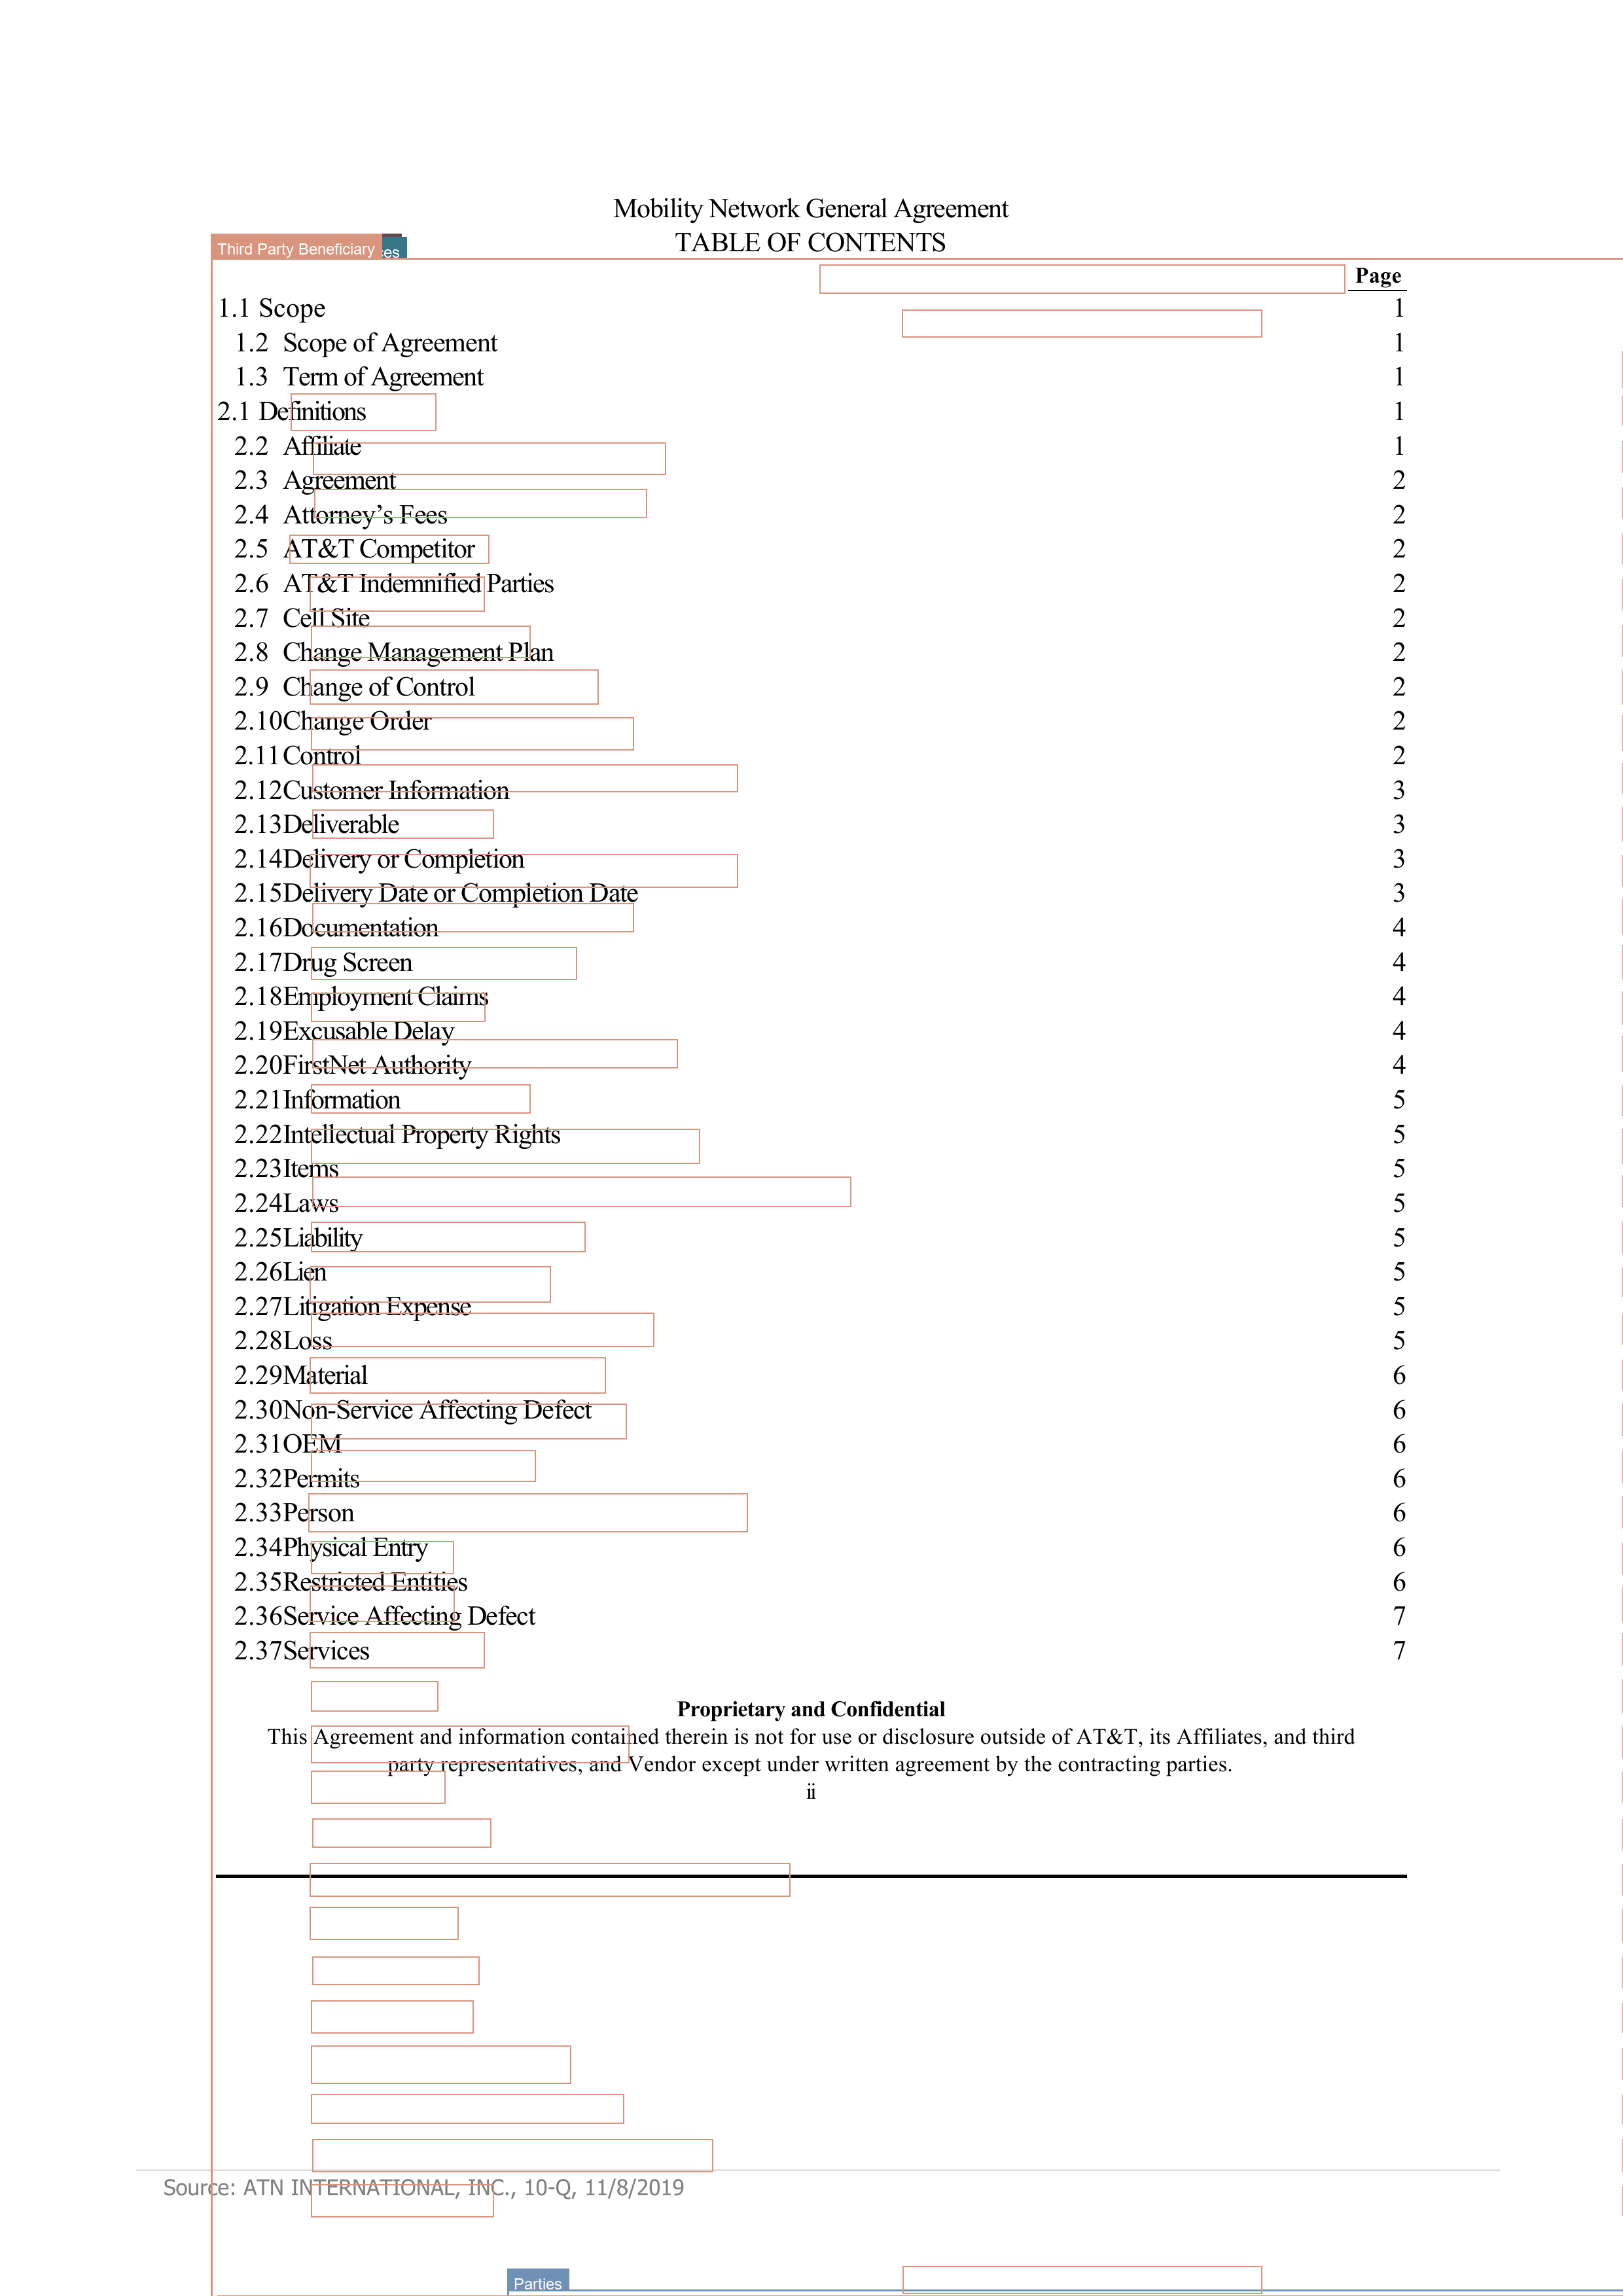 Mobility Network General Agreement
TABLE OF CONTENTS
Third Party Beneficiary
Page
1.1 Scope 1
1.2 Scope of Agreement 1
1.3 Term of Agreement 1
2.1 Definitions 1
2.2 Affiliate 1
2.3 Agreement 2
2.4 Attorney’s Fees 2
2.5 AT&T Competitor 2
2.6 AT&T Indemnified Parties 2
2.7 Cell Site 2
2.8 Change Management Plan 2
2.9 Change of Control 2
2.10 Change Order 2
2.11 Control 2
2.12 Customer Information 3
2.13 Deliverable 3
2.14 Delivery or Completion 3
2.15 Delivery Date or Completion Date 3
2.16 Documentation 4
2.17 Drug Screen 4
2.18 Employment Claims 4
2.19 Excusable Delay 4
2.20 FirstNet Authority 4
2.21 Information 5
2.22 Intellectual Property Rights 5
2.23 Items 5
2.24 Laws 5
2.25 Liability 5
2.26 Lien 5
2.27 Litigation Expense 5
2.28 Loss 5
2.29 Material 6
2.30 Non-Service Affecting Defect 6
2.31 OEM 6
2.32 Permits 6
2.33 Person 6
2.34 Physical Entry 6
2.35 Restricted Entities 6
2.36 Service Affecting Defect 7
2.37 Services 7
Proprietary and Confidential
This Agreement and information contained therein is not for use or disclosure outside of AT&T, its Affiliates, and third
party representatives, and Vendor except under written agreement by the contracting parties.
ii
Source: ATN INTERNATIONAL, INC., 10-Q, 11/8/2019
Parties